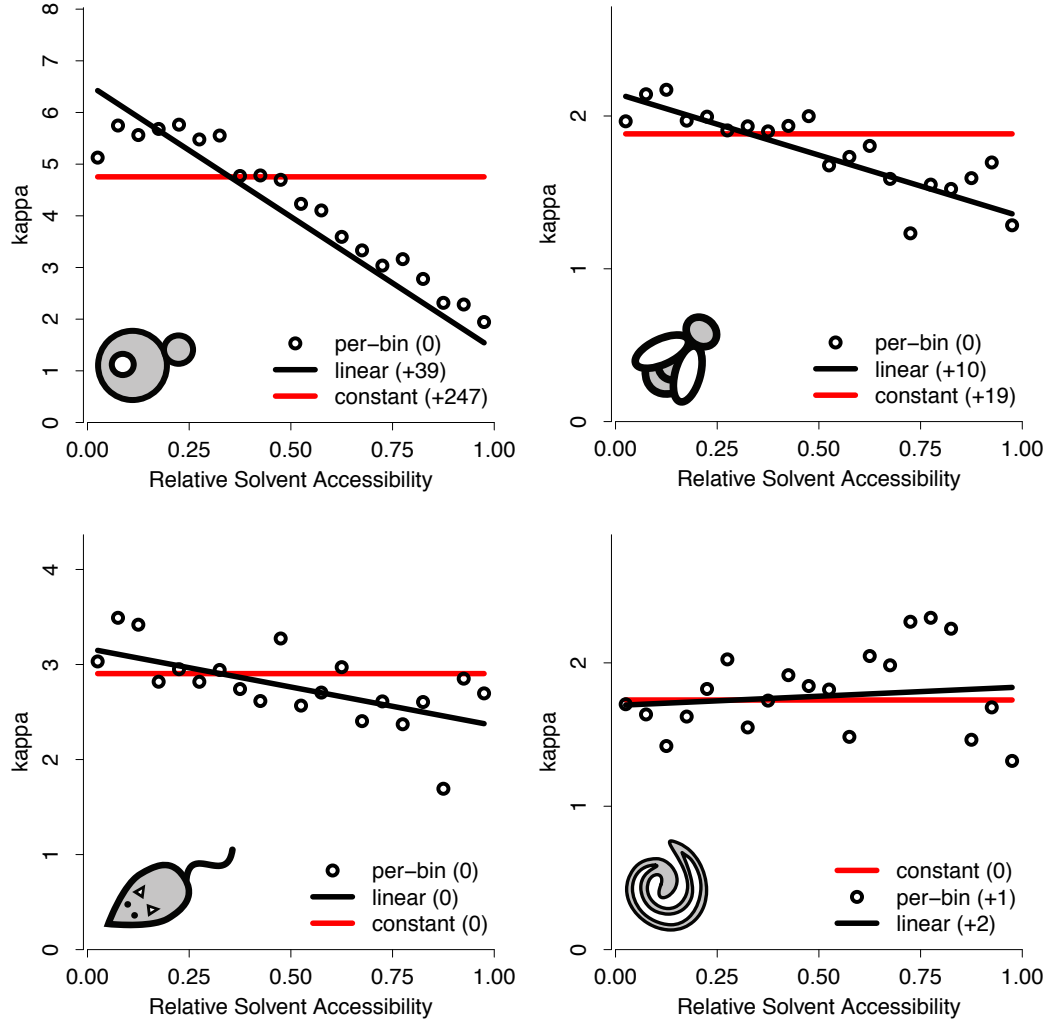 8
7
6
5
4
3
2
1
0
kappa
per-bin (0)
linear (+39)
constant (+247)
0.00 0.25 0.50 0.75 1.00
Relative Solvent Accessibility
2
1
0
kappa
per-bin (0)
linear (+10)
constant (+19)
0.00 0.25 0.50 0.75 1.00
Relative Solvent Accessibility
4
3
2
1
0
kappa
per-bin (0)
linear (0)
constant (0)
0.00 0.25 0.50 0.75 1.00
Relative Solvent Accessibility
2
1
0
kappa
constant (0)
per-bin (+1)
linear (+2)
0.00 0.25 0.50 0.75 1.00
Relative Solvent Accessibility